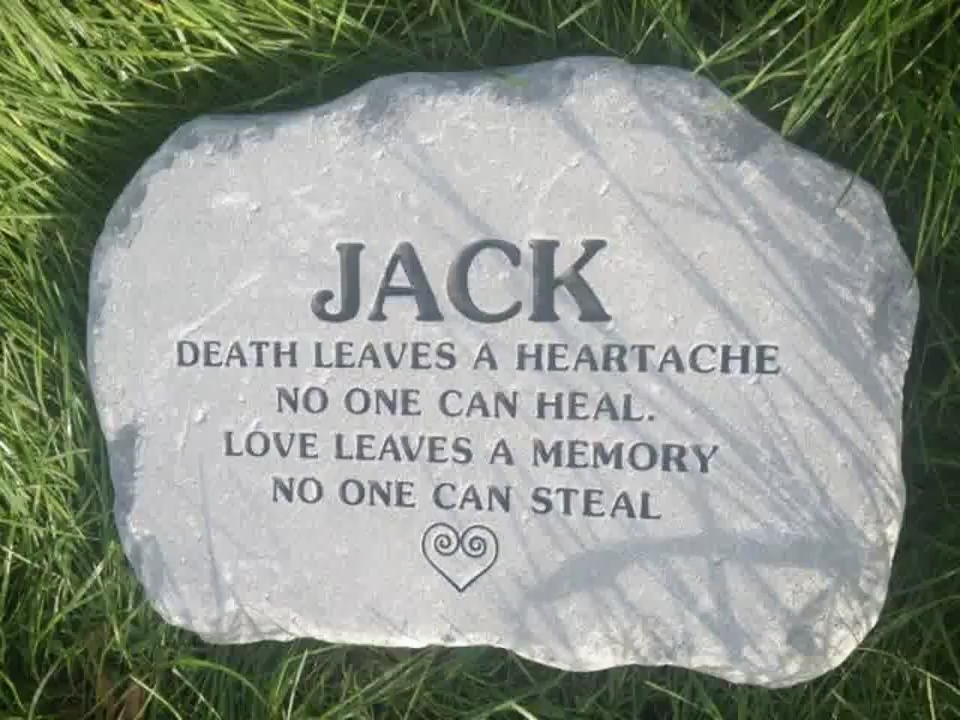 JACK
DEATH LEAVES A HEARTACHE
NO ONE CAN HEAL.
LOVE LEAVES A MEMORY
NO ONE CAN STEAL